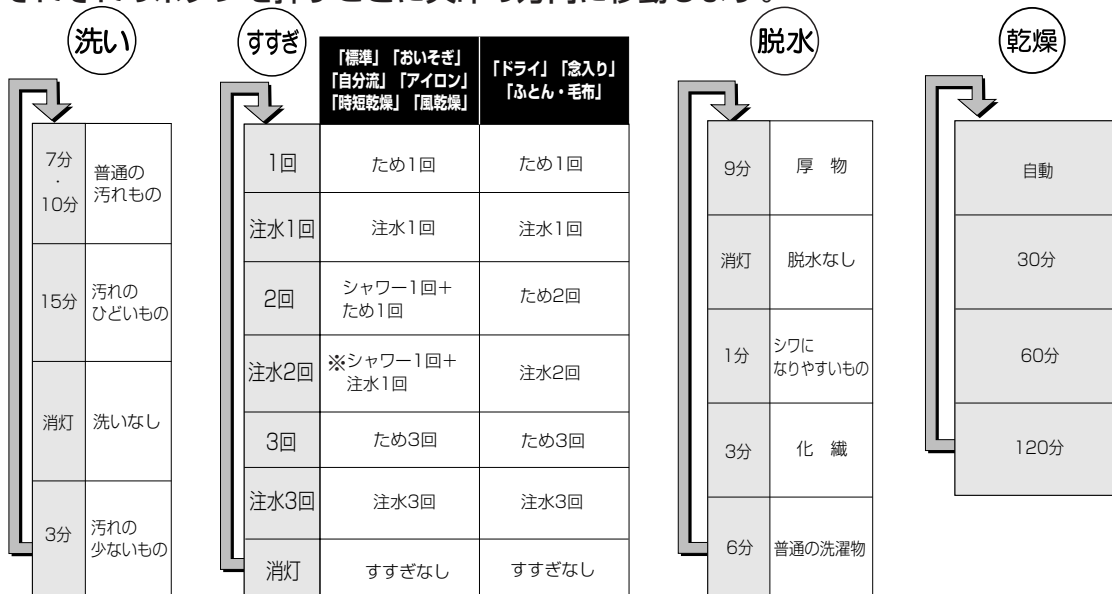 洗い
7分
・
10分
普通の
汚れもの
15分
汚れの
ひどいもの
消灯
洗いなし
3分
汚れの
少ないもの
すすぎ
「標準」「おいそぎ」
「自分流」「アイロン」
「時短乾燥」「風乾燥」
「ドライ」「念入り」
「ふとん・毛布」
1回
ため1回
ため1回
注水1回
注水1回
注水1回
2回
シャワー1回+
ため1回
ため2回
注水2回
※シャワー1回+
注水1回
注水2回
3回
ため3回
ため3回
注水3回
注水3回
注水3回
消灯
すすぎなし
すすぎなし
脱水
9分
厚 物
消灯
脱水なし
1分
シワに
なりやすいもの
3分
化 繊
6分
普通の洗濯物
乾燥
自動
30分
60分
120分